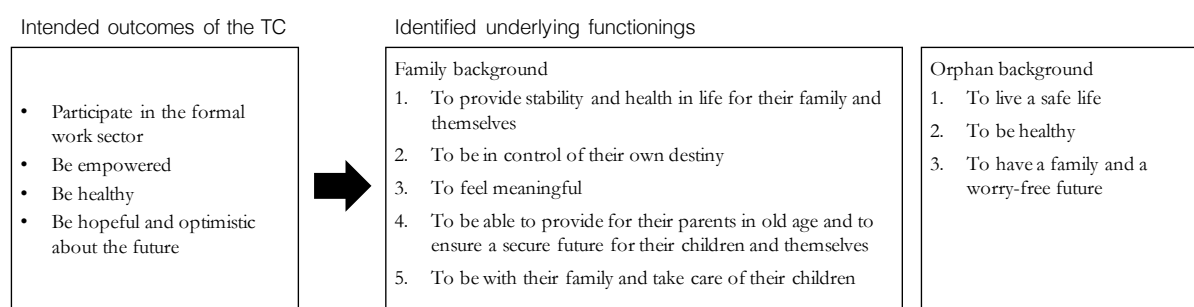 Intended outcomes of the TC
• Participate in the formal
work sector
• Be empowered
• Be healthy
• Be hopeful and optimistic
about the future
Identified underlying functionings
Family background
1. To provide stability and health in life for their family and
themselves
2. To be in control of their own destiny
3. To feel meaningful
4. To be able to provide for their parents in old age and to
ensure a secure future for their children and themselves
5. To be with their family and take care of their children
Orphan background
1. To live a safe life
2. To be healthy
3. To have a family and a
worry-free future